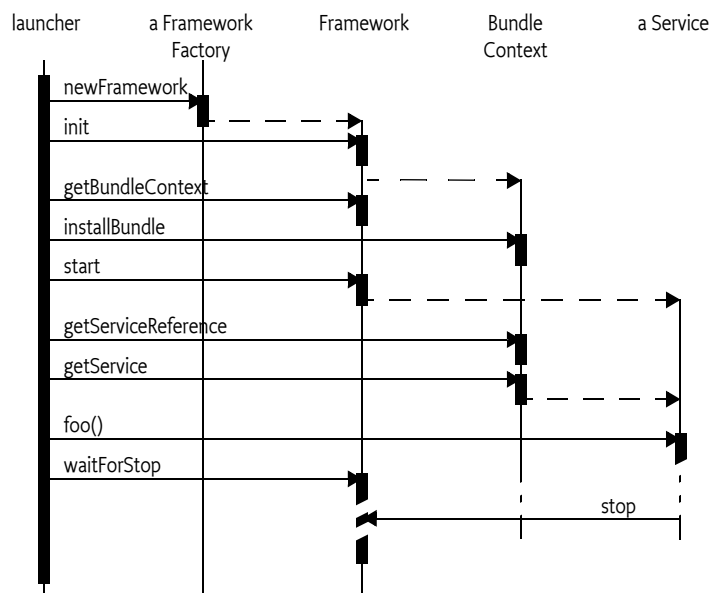 launcher
a Framework
Factory
Framework
Bundle
Context
a Service
newFramework
init
getBundleContext
installBundle
start
getServiceReference
getService
foo()
waitForStop
stop